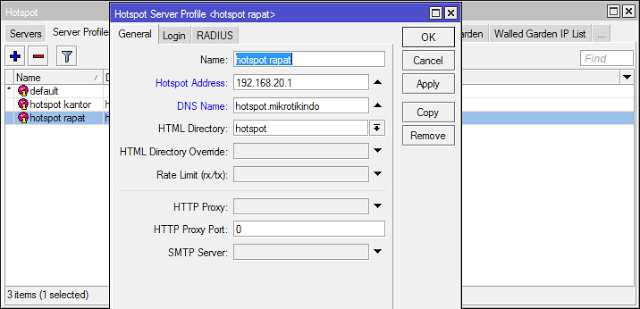 Hotspot
Hotspot Server Profile <hotspot rapat>
Servers
Server Profiles
Walled Garden IP List
...
General
Login
RADIUS
OK
Cancel
Apply
Copy
Remove
Find
Name
* default
hotspot kantor
hotspot rapat
Name: hotspot rapat
Hotspot Address: 192.168.20.1
DNS Name: hotspot.mikrotikindo
HTML Directory: hotspot
HTML Directory Override:
Rate Limit (rx/tx):
HTTP Proxy:
HTTP Proxy Port: 0
SMTP Server:
3 items (1 selected)